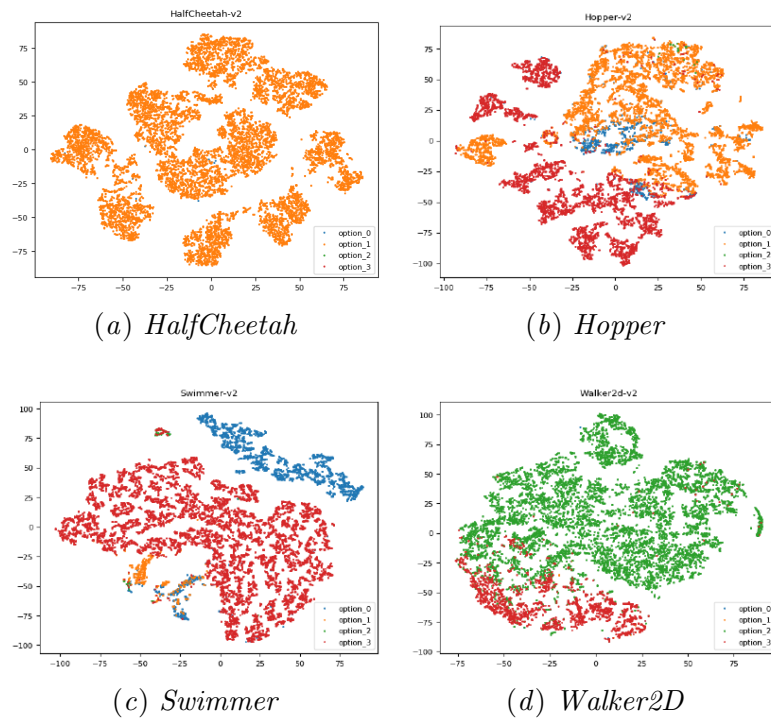 HalfCheetah-v2
75
50
25
0
−25
−50
−75
−75
−50
−25
0
25
50
75
option_0
option_1
option_2
option_3
(a) HalfCheetah
Hopper-v2
75
50
25
0
−25
−50
−75
−100
−100
−75
−50
−25
0
25
50
75
option_0
option_1
option_2
option_3
(b) Hopper
Swimmer-v2
100
75
50
25
0
−25
−50
−75
−100
−100
−75
−50
−25
0
25
50
75
option_0
option_1
option_2
option_3
(c) Swimmer
Walker2d-v2
100
75
50
25
0
−25
−50
−75
−100
−75
−50
−25
0
25
50
75
option_0
option_1
option_2
option_3
(d) Walker2D